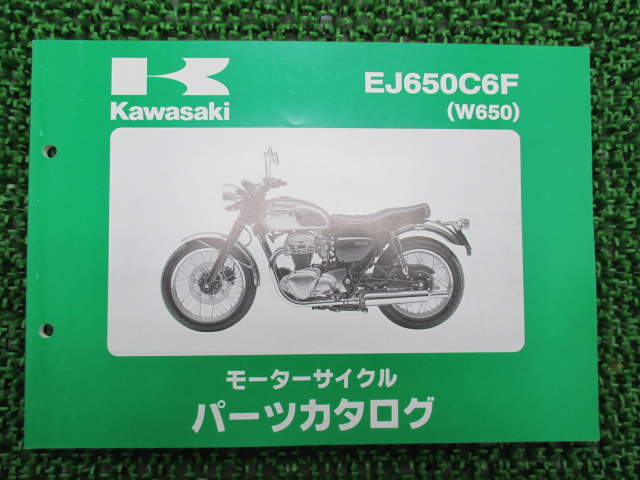 Kawasaki
EJ650C6F
(W650)
モーターサイクル
パーツカタログ